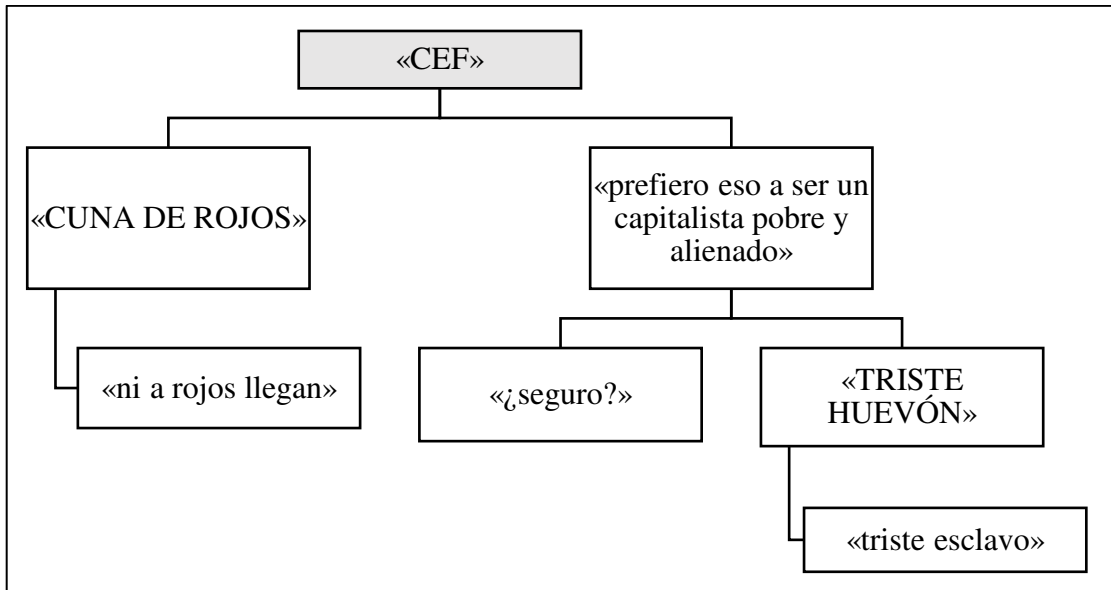 «CEF»
«CUNA DE ROJOS»
«prefiero eso a ser un
capitalista pobre y
alienado»
«ni a rojos llegan»
«¿seguro?»
«TRISTE
HUEVÓN»
«triste esclavo»